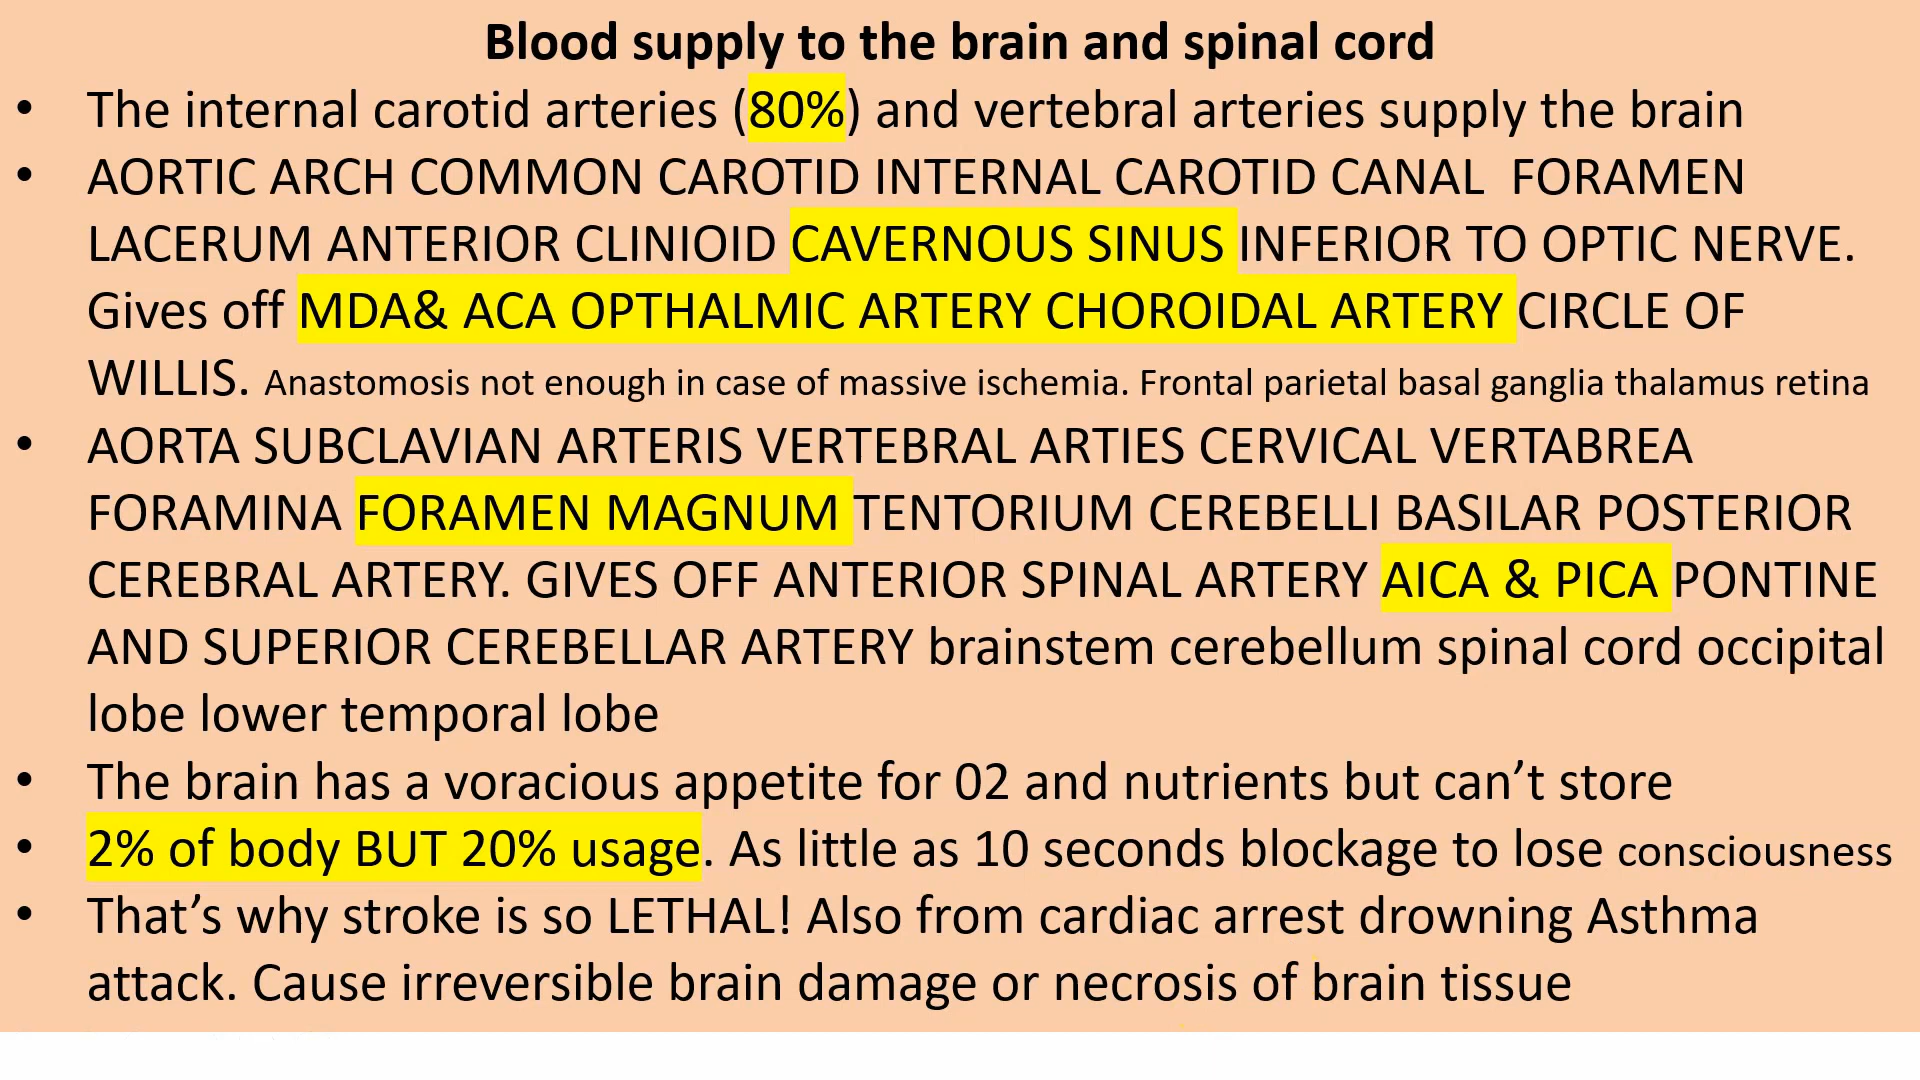 Blood supply to the brain and spinal cord
• The internal carotid arteries (80%) and vertebral arteries supply the brain
• AORTIC ARCH COMMON CAROTID INTERNAL CAROTID CANAL FORAMEN
LACERUM ANTERIOR CLINIOID CAVERNOUS SINUS INFERIOR TO OPTIC NERVE.
Gives off MDA& ACA OPTHALMIC ARTERY CHOROIDAL ARTERY CIRCLE OF
WILLIS. Anastomosis not enough in case of massive ischemia. Frontal parietal basal ganglia thalamus retina
• AORTA SUBCLAVIAN ARTERIS VERTEBRAL ARTIES CERVICAL VERTABREA
FORAMINA FORAMEN MAGNUM TENTORIUM CEREBELLI BASILAR POSTERIOR
CEREBRAL ARTERY. GIVES OFF ANTERIOR SPINAL ARTERY AICA & PICA PONTINE
AND SUPERIOR CEREBELLAR ARTERY brainstem cerebellum spinal cord occipital
lobe lower temporal lobe
• The brain has a voracious appetite for 02 and nutrients but can’t store
• 2% of body BUT 20% usage. As little as 10 seconds blockage to lose consciousness
• That’s why stroke is so LETHAL! Also from cardiac arrest drowning Asthma
attack. Cause irreversible brain damage or necrosis of brain tissue